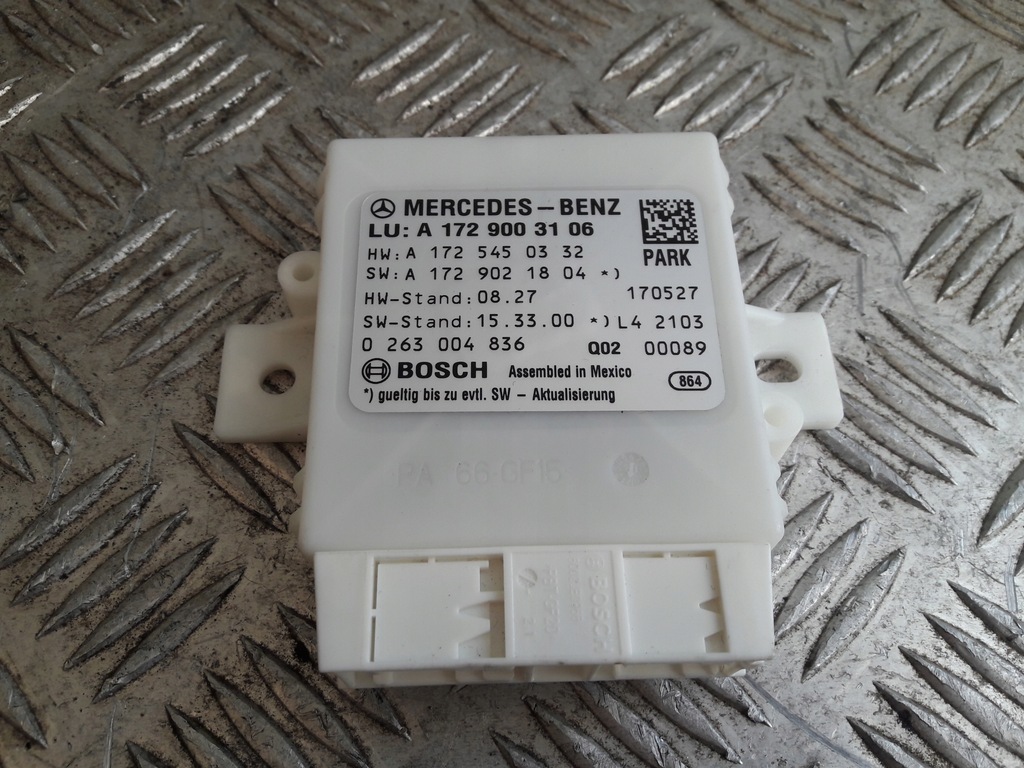 MERCEDES-BENZ
LU: A 172 900 31 06
HW: A 172 545 03 32
PARK
SW: A 172 902 18 04 *)
HW-Stand: 08.27 170527
SW-Stand: 15.33.00 *) L4 2103
0 263 004 836 Q02 00089
BOSCH Assembled in Mexico 864
*) gueltig bis zu evtl. SW - Aktualisierung
PA 66-GF15
BOSCH